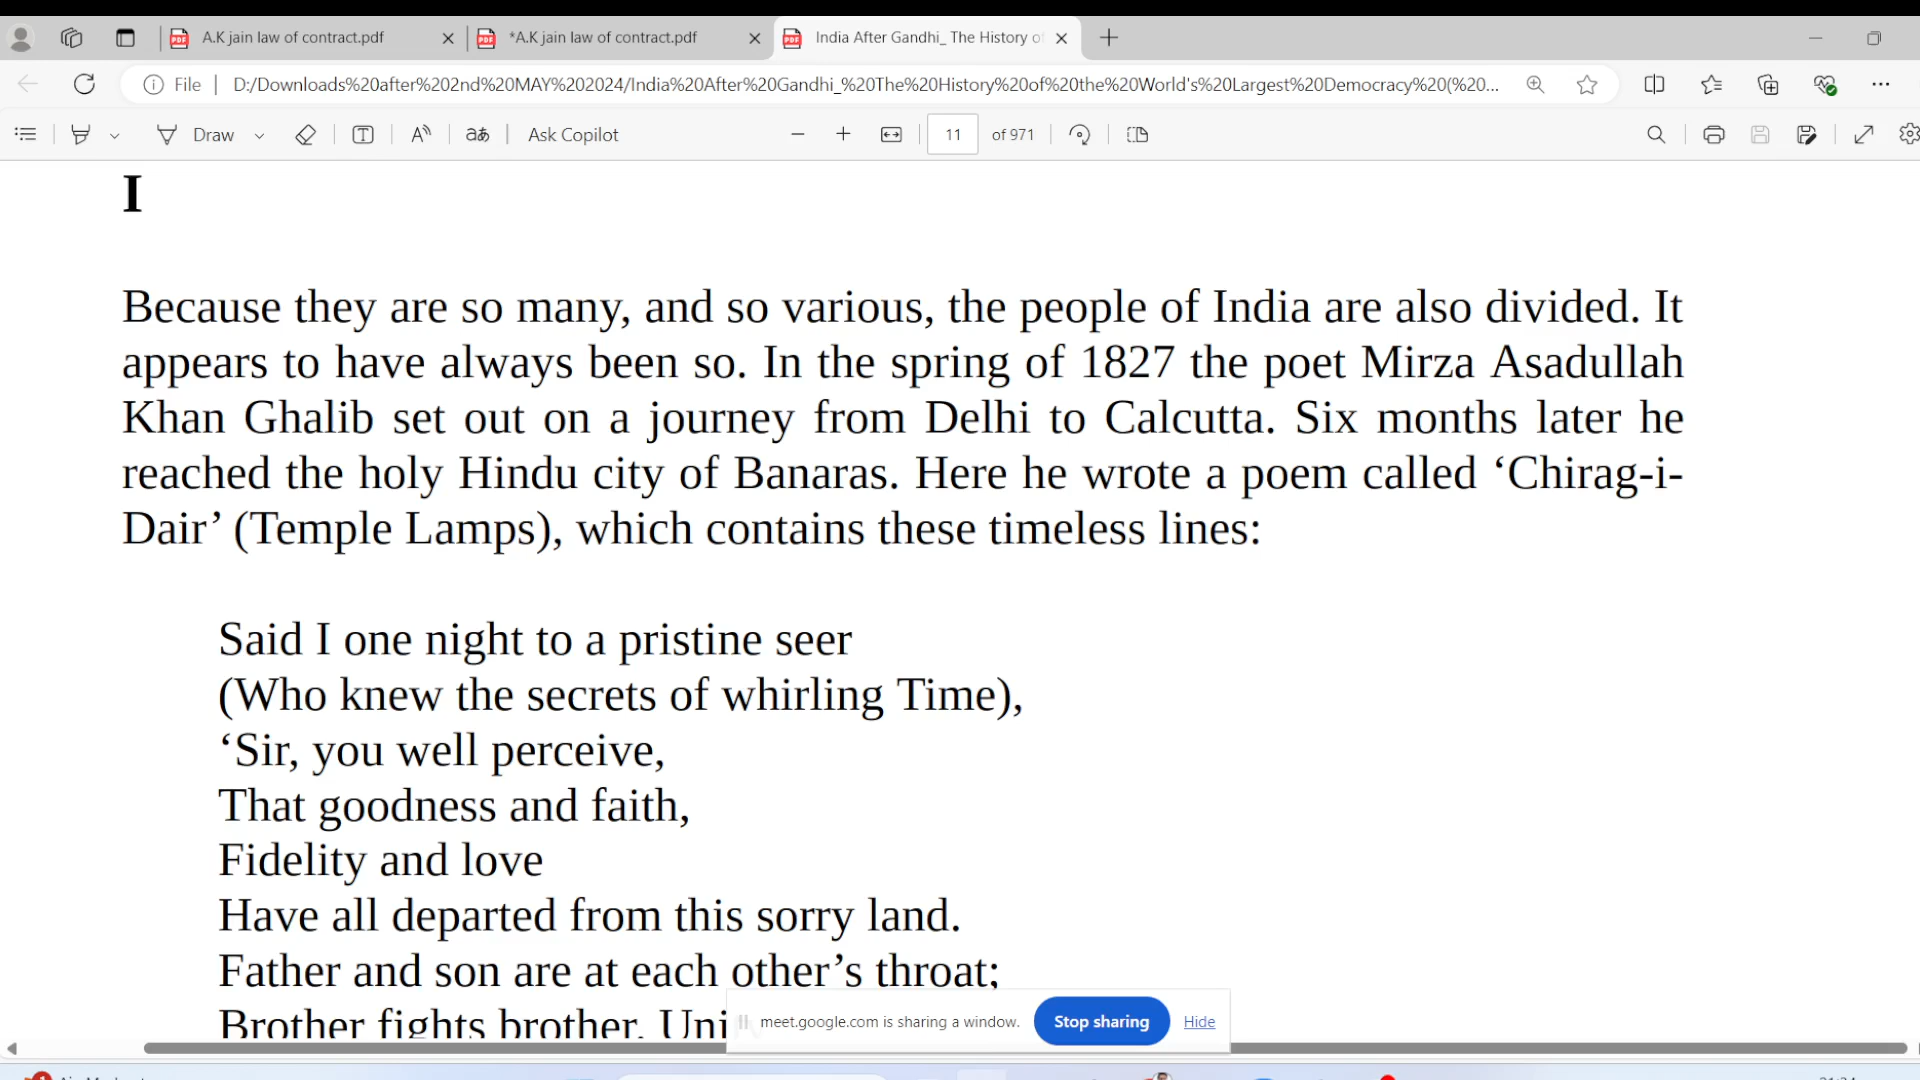 A.K jain law of contract.pdf
*A.K jain law of contract.pdf
India After Gandhi_ The History of
File
D:/Downloads%20after%202nd%20MAY%202024/India%20After%20Gandhi_%20The%20History%20of%20the%20World's%20Largest%20Democracy%20(%20...
Draw
aあ
Ask Copilot
11
of 971
I
Because they are so many, and so various, the people of India are also divided. It
appears to have always been so. In the spring of 1827 the poet Mirza Asadullah
Khan Ghalib set out on a journey from Delhi to Calcutta. Six months later he
reached the holy Hindu city of Banaras. Here he wrote a poem called ‘Chirag-i-
Dair’ (Temple Lamps), which contains these timeless lines:
Said I one night to a pristine seer
(Who knew the secrets of whirling Time),
‘Sir, you well perceive,
That goodness and faith,
Fidelity and love
Have all departed from this sorry land.
Father and son are at each other’s throat;
Brother fights brother. Uni
meet.google.com is sharing a window.
Stop sharing
Hide